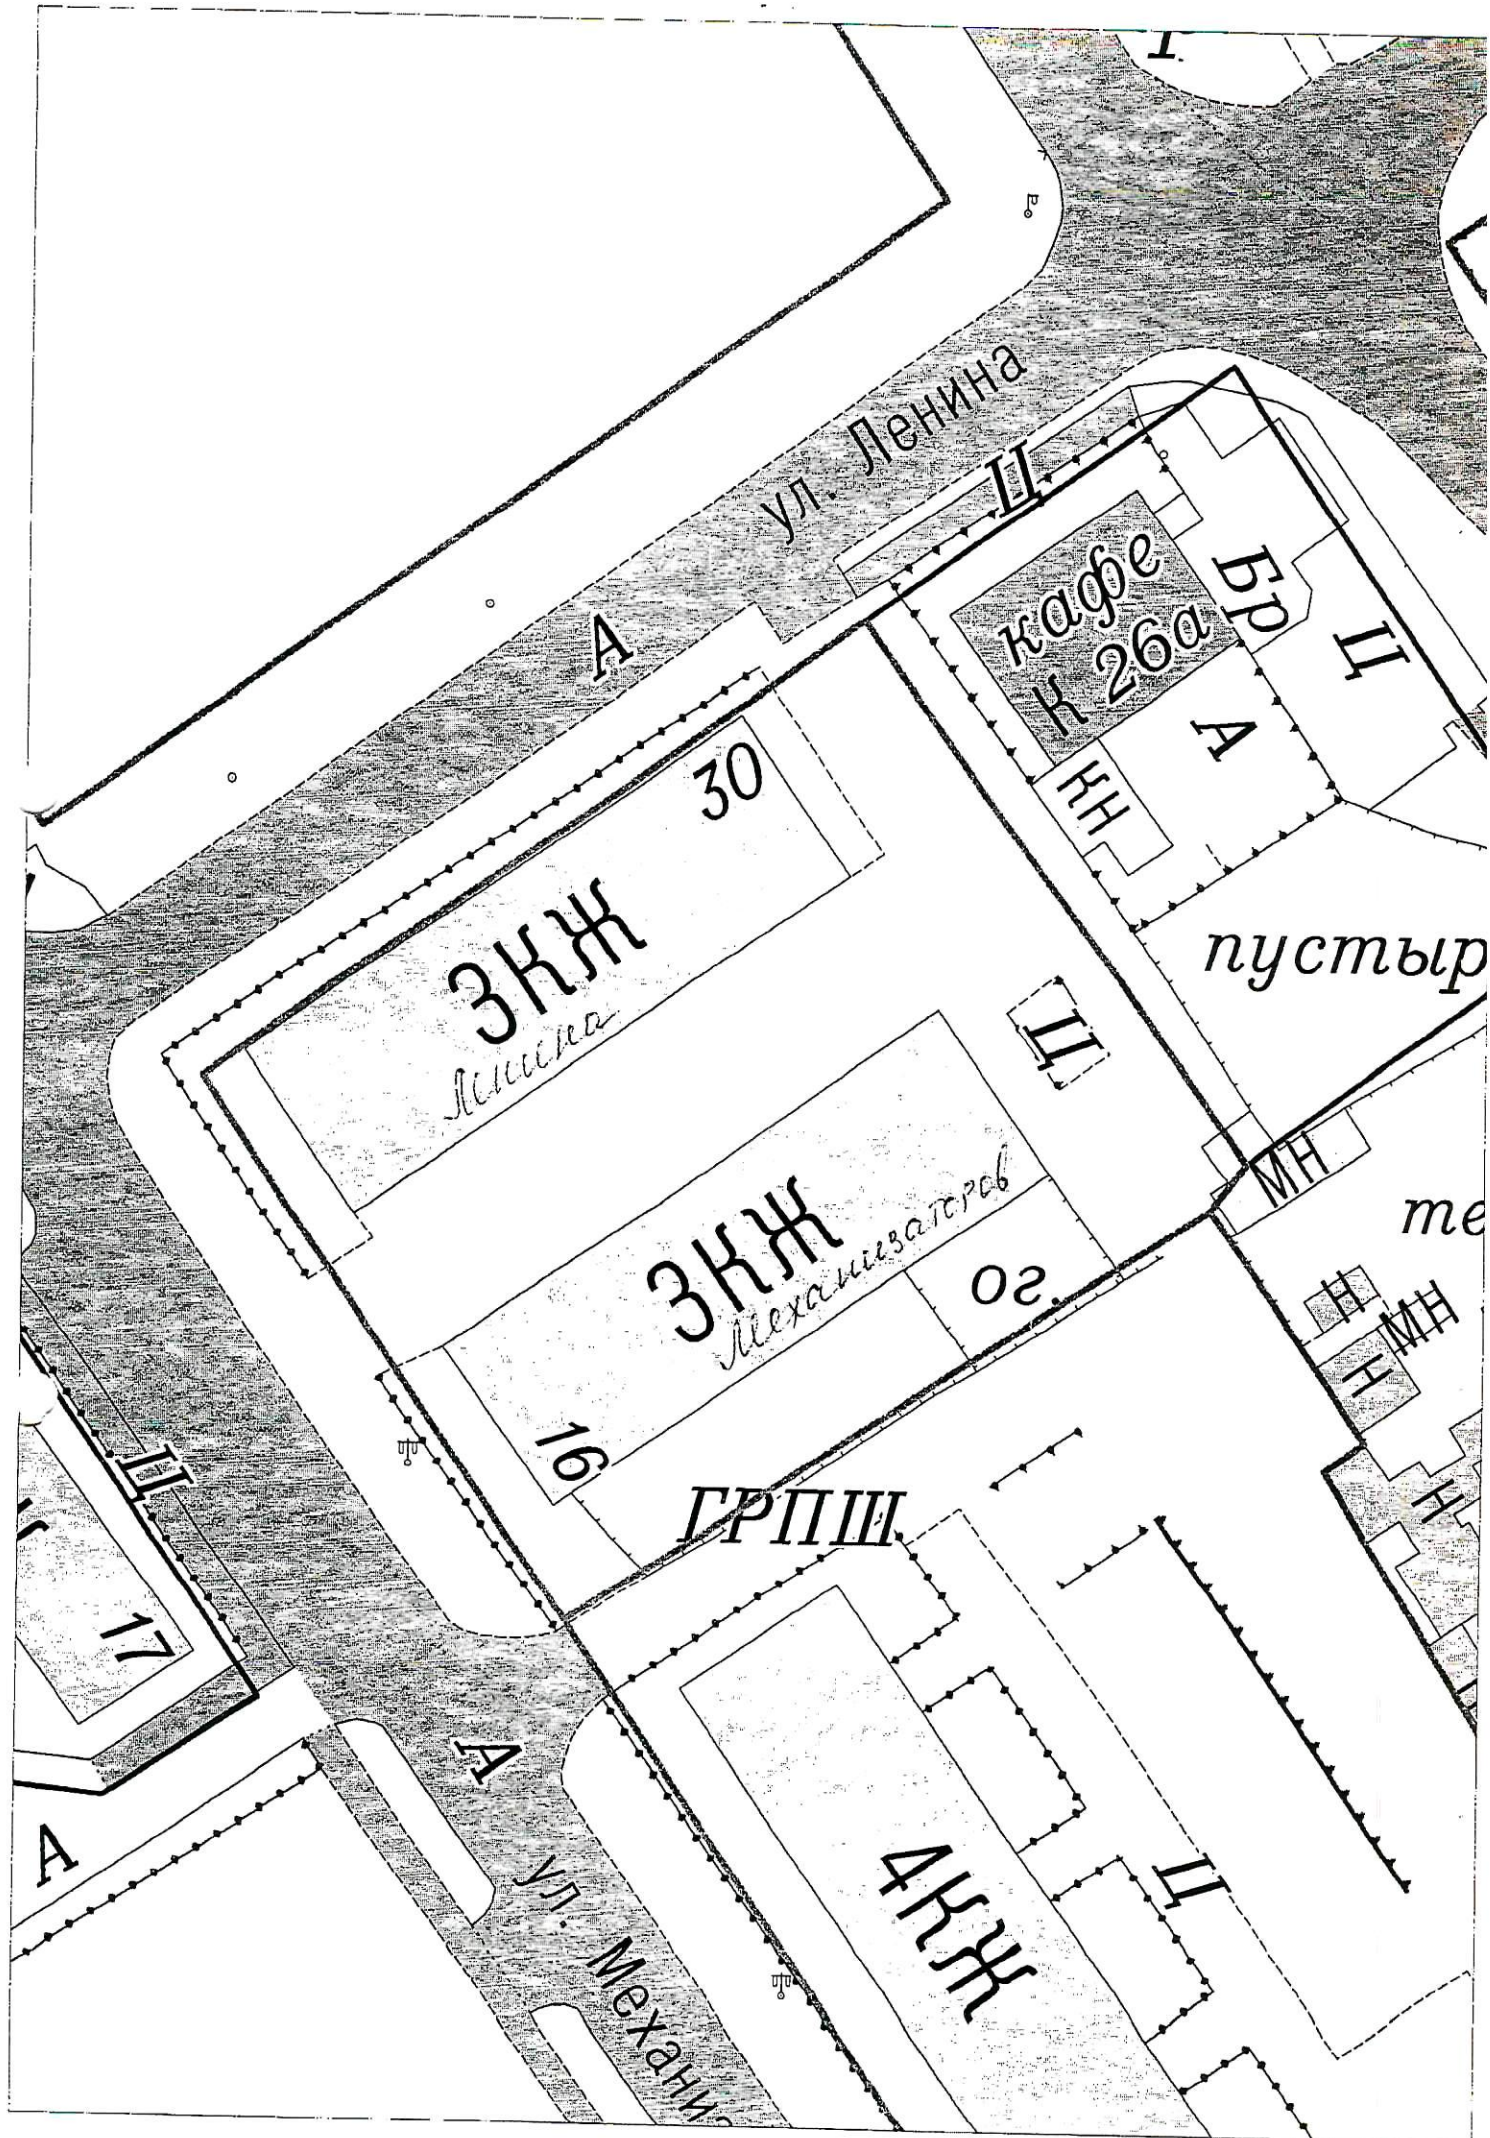 ул. Ленина
Ц
кафе
К 26а
Бр
Ц
А
А
30
КН
3КЖ
Ленина
пустыр
Ц
МН
те
3КЖ
Механизаторов
ог.
Н
МН
Н
16
Ц
ГРПШ
Н
17
А
А
4КЖ
Ц
ул. Механиз